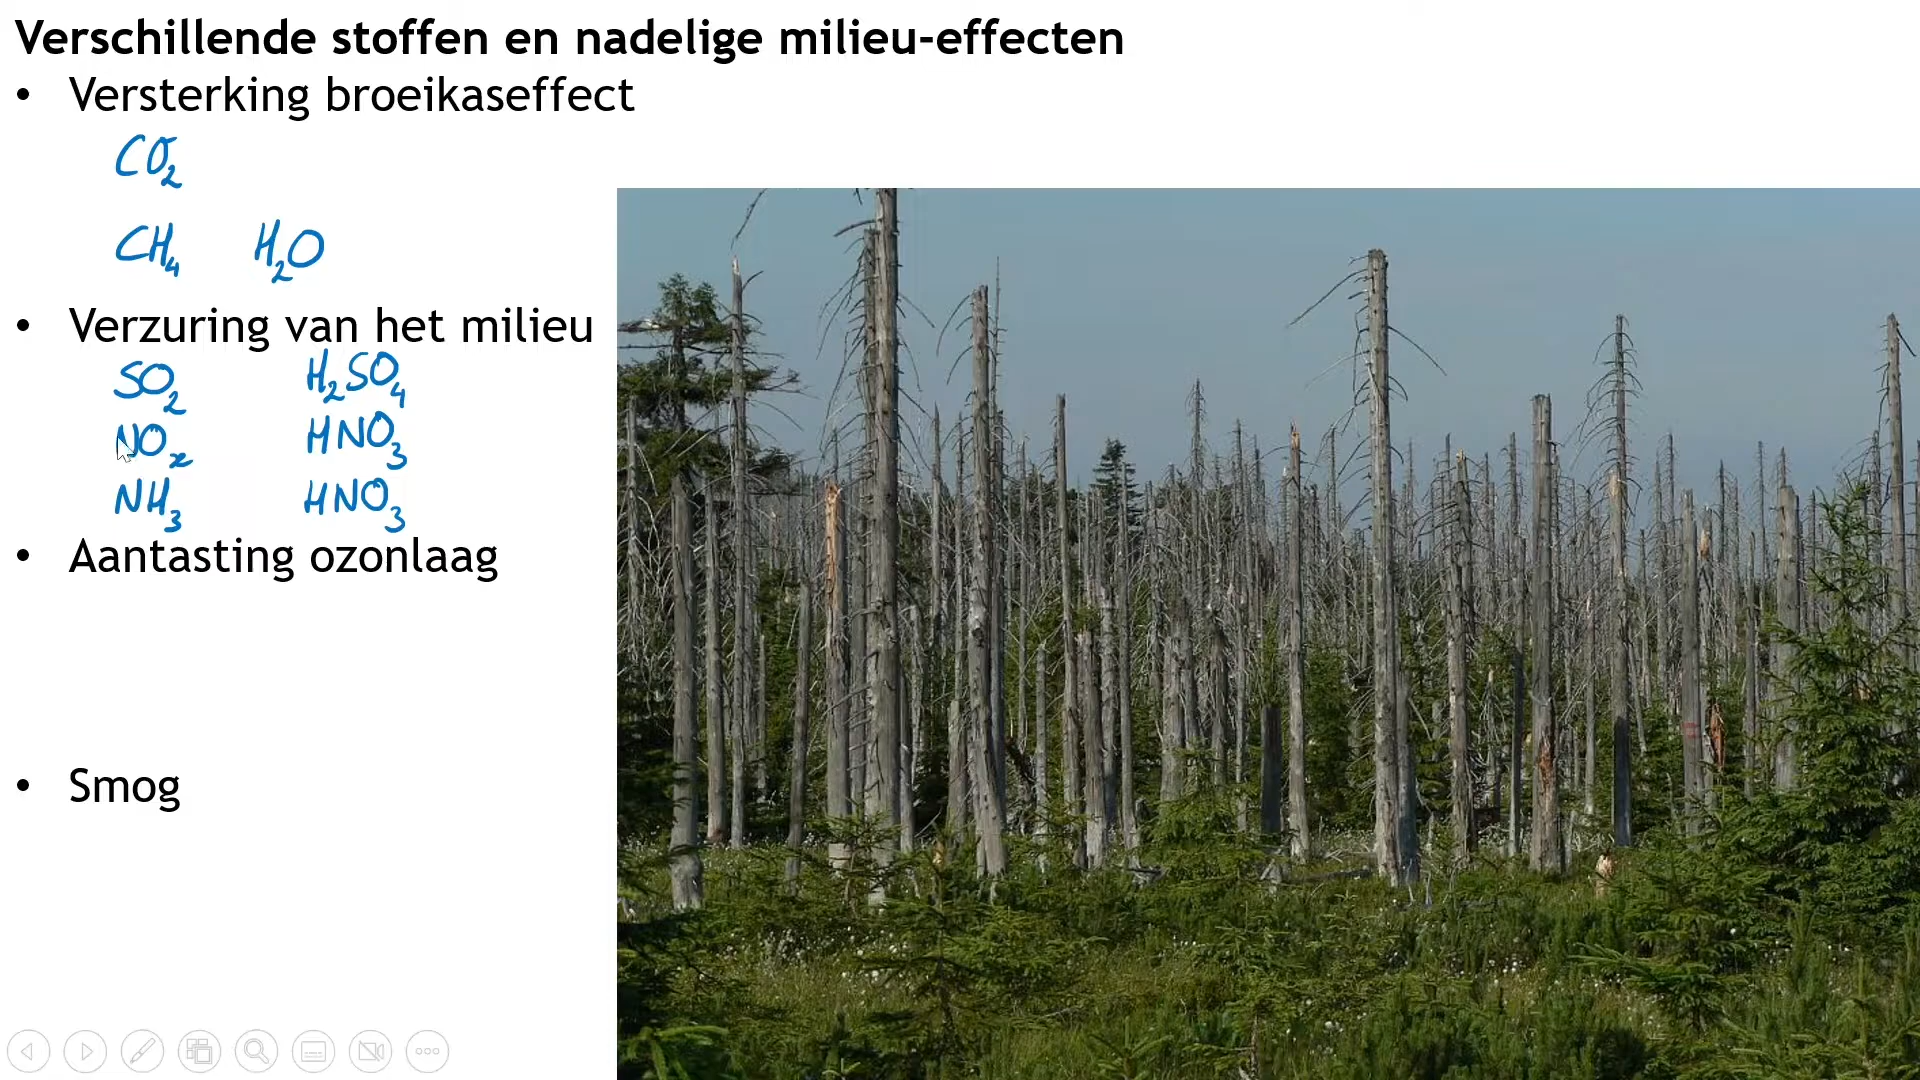 Verschillende stoffen en nadelige milieu-effecten
• Versterking broeikaseffect
CO₂
CH₄ H₂O
• Verzuring van het milieu
SO₂ H₂SO₄
NOₓ HNO₃
NH₃ HNO₃
• Aantasting ozonlaag
• Smog